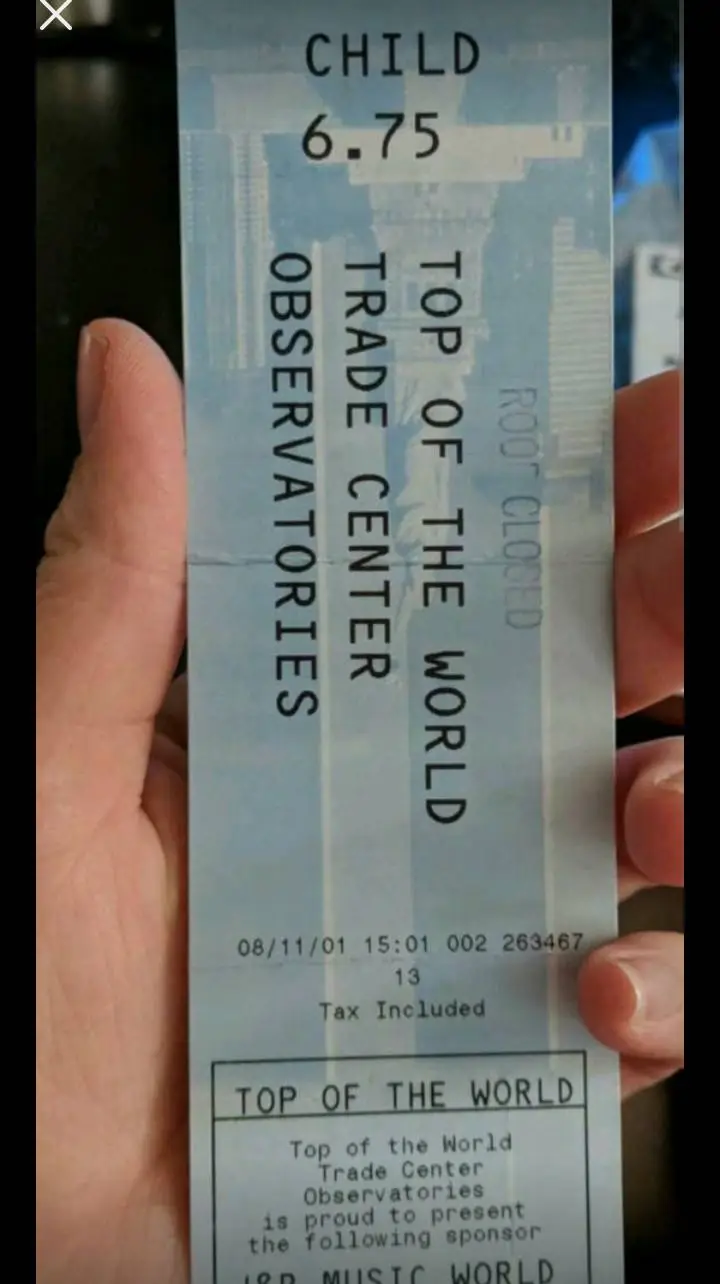 CHILD
6.75
TOP OF THE WORLD
TRADE CENTER
OBSERVATORIES
ROOF CLOSED
08/11/01 15:01 002 263467
13
Tax Included
TOP OF THE WORLD
Top of the World
Trade Center
Observatories
is proud to present
the following sponsor
J&R MUSIC WORLD